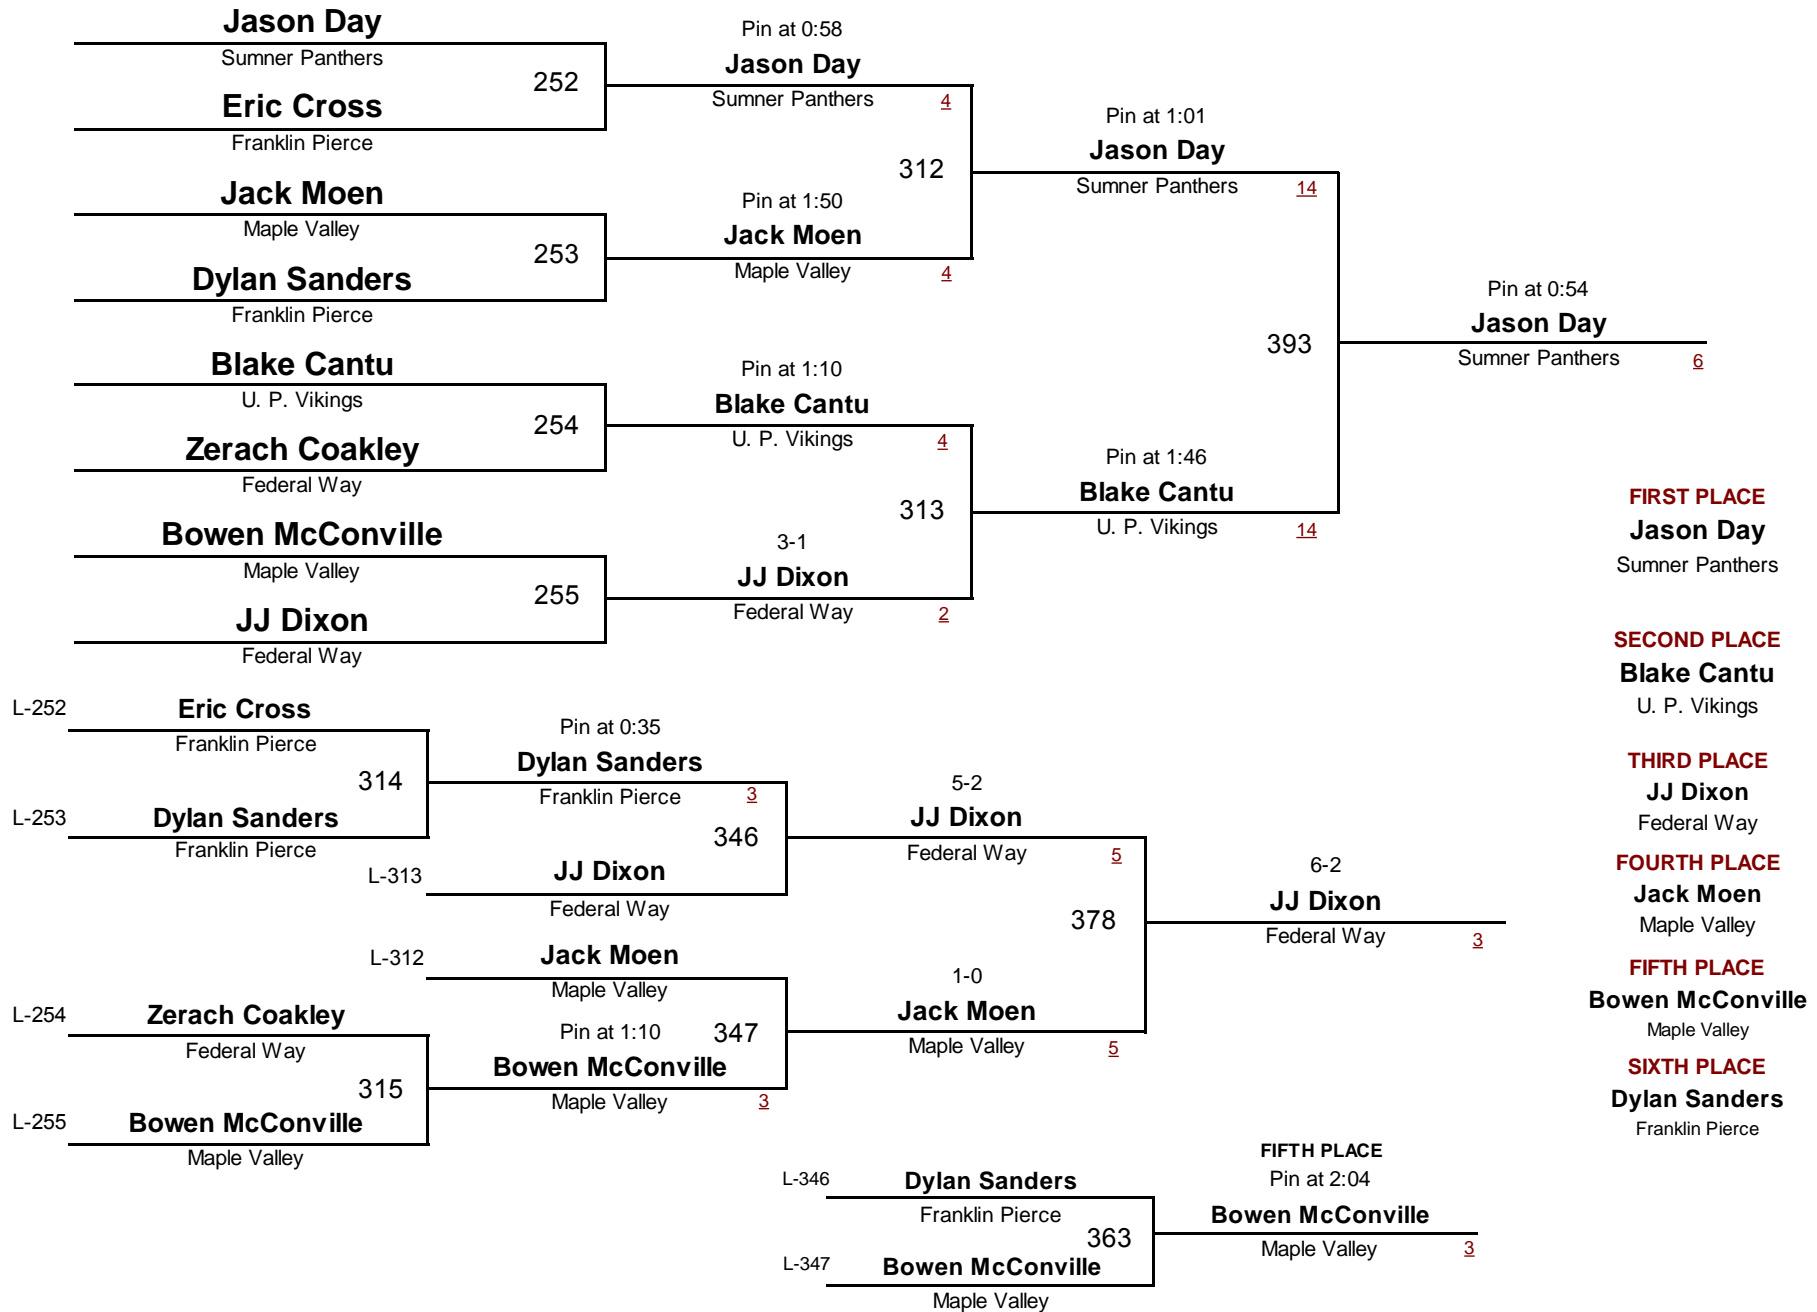 Jason Day
Sumner Panthers
252
Eric Cross
Franklin Pierce
Jack Moen
Maple Valley
253
Dylan Sanders
Franklin Pierce
Blake Cantu
U. P. Vikings
254
Zerach Coakley
Federal Way
Bowen McConville
Maple Valley
255
JJ Dixon
Federal Way
Pin at 0:58
Jason Day
Sumner Panthers 4
312
Pin at 1:50
Jack Moen
Maple Valley 4
Pin at 1:10
Blake Cantu
U. P. Vikings 4
313
3-1
JJ Dixon
Federal Way 2
Pin at 1:01
Jason Day
Sumner Panthers 14
393
Pin at 1:46
Blake Cantu
U. P. Vikings 14
Pin at 0:54
Jason Day
Sumner Panthers 6
L-252 Eric Cross
Franklin Pierce
314
L-253 Dylan Sanders
Franklin Pierce
Pin at 0:35
Dylan Sanders
Franklin Pierce 3
346
L-313 JJ Dixon
Federal Way
L-312 Jack Moen
Maple Valley
347
L-254 Zerach Coakley
Federal Way
315
L-255 Bowen McConville
Maple Valley
Pin at 1:10
Bowen McConville
Maple Valley 3
5-2
JJ Dixon
Federal Way 5
378
1-0
Jack Moen
Maple Valley 5
6-2
JJ Dixon
Federal Way 3
L-346 Dylan Sanders
Franklin Pierce
363
L-347 Bowen McConville
Maple Valley
FIFTH PLACE
Pin at 2:04
Bowen McConville
Maple Valley 3
FIRST PLACE
Jason Day
Sumner Panthers
SECOND PLACE
Blake Cantu
U. P. Vikings
THIRD PLACE
JJ Dixon
Federal Way
FOURTH PLACE
Jack Moen
Maple Valley
FIFTH PLACE
Bowen McConville
Maple Valley
SIXTH PLACE
Dylan Sanders
Franklin Pierce